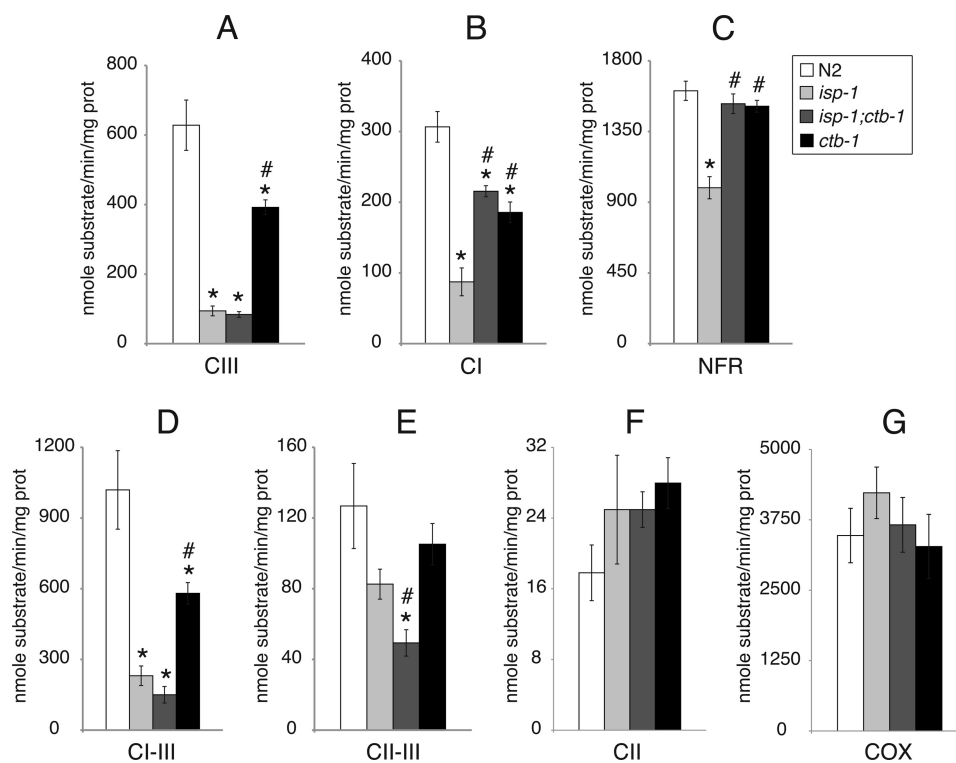 A
nmole substrate/min/mg prot
800
600
400
200
0
#
*
*
*
CIII
B
nmole substrate/min/mg prot
400
300
200
100
0
#
*
#
*
*
CI
C
nmole substrate/min/mg prot
1800
1350
900
450
0
# #
*
NFR
N2
isp-1
isp-1;ctb-1
ctb-1
D
nmole substrate/min/mg prot
1200
900
600
300
0
#
*
*
*
CI-III
E
nmole substrate/min/mg prot
160
120
80
40
0
#
*
CII-III
F
nmole substrate/min/mg prot
32
24
16
8
0
CII
G
nmole substrate/min/mg prot
5000
3750
2500
1250
0
COX